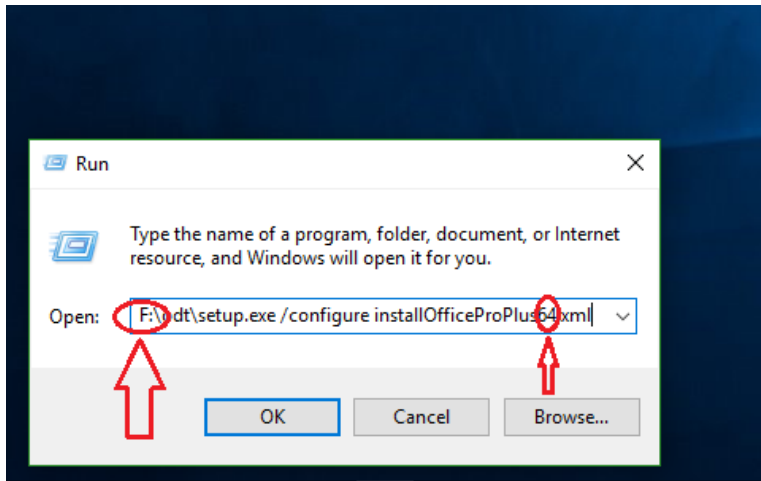 Run
Type the name of a program, folder, document, or Internet
resource, and Windows will open it for you.
Open:
F:\odt\setup.exe /configure installOfficeProPlus64.xml
OK
Cancel
Browse...